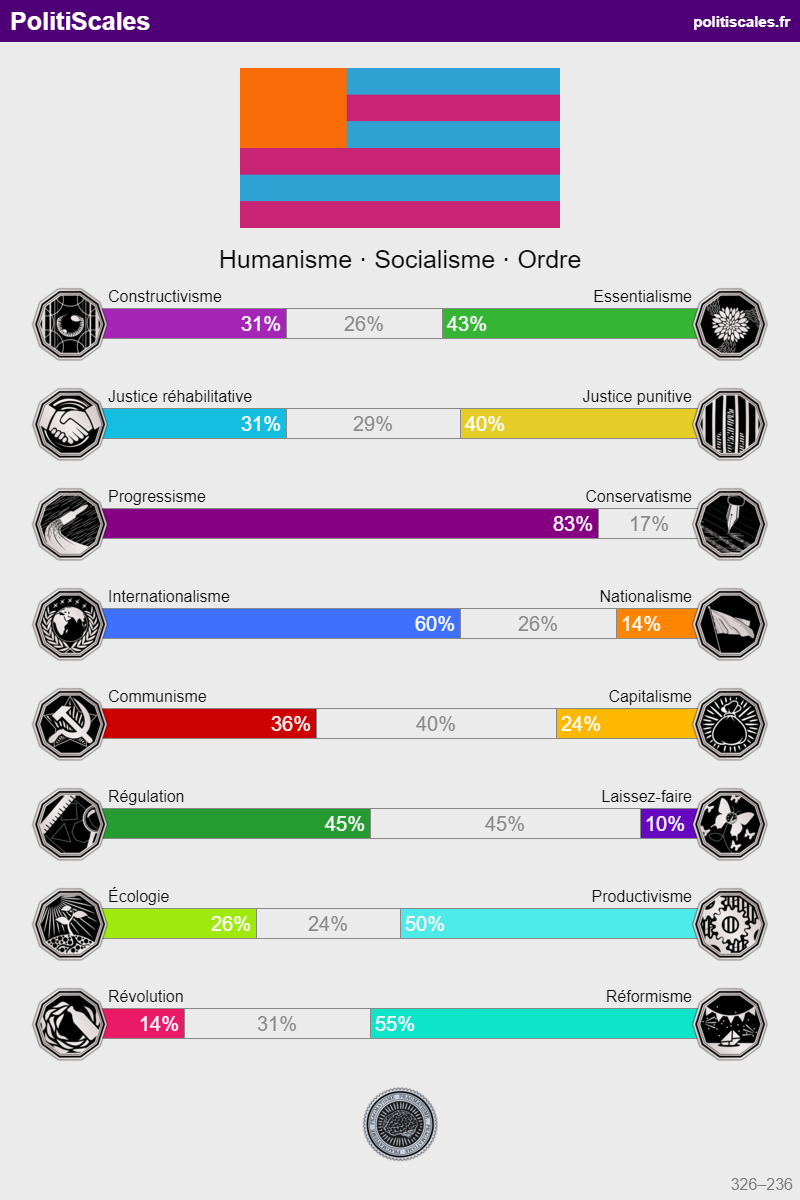 PolitiScales
politiscales.fr
Humanisme · Socialisme · Ordre
Constructivisme Essentialisme
31% 26% 43%
Justice réhabilitative Justice punitive
31% 29% 40%
Progressisme Conservatisme
83% 17%
Internationalisme Nationalisme
60% 26% 14%
Communisme Capitalisme
36% 40% 24%
Régulation Laissez-faire
45% 45% 10%
Écologie Productivisme
26% 24% 50%
Révolution Réformisme
14% 31% 55%
326–236